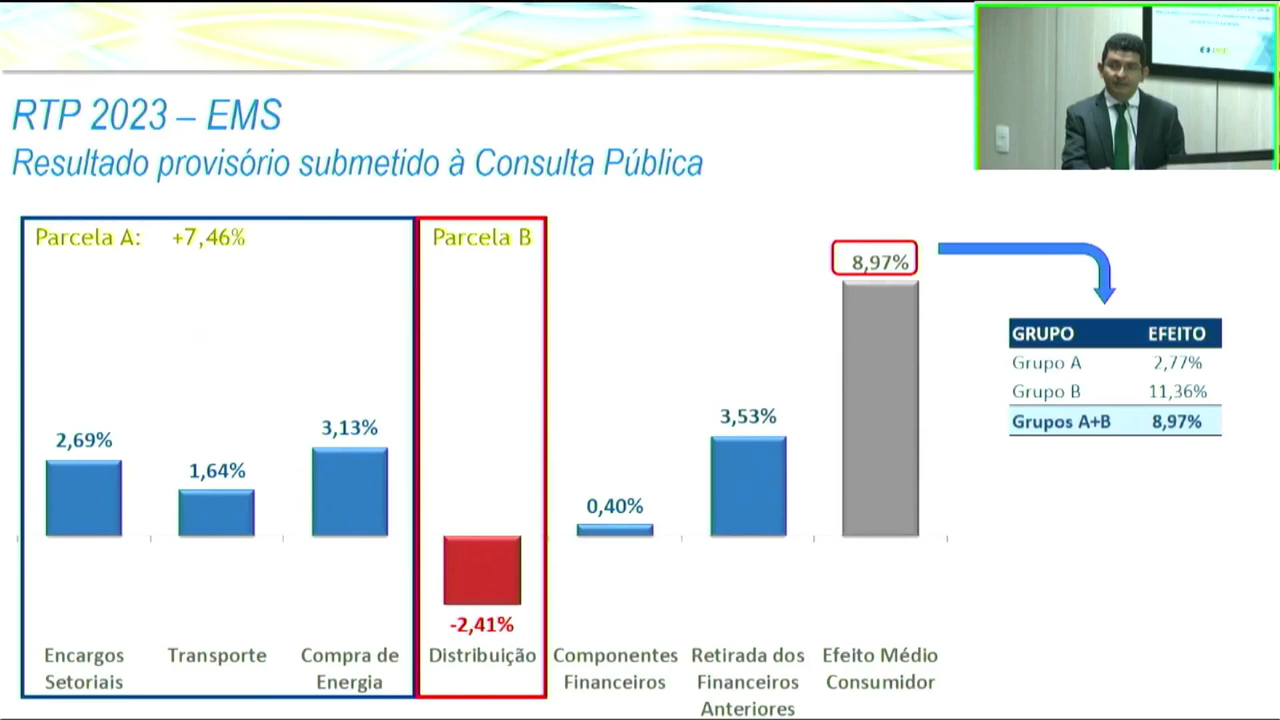 RTP 2023 – EMS
Resultado provisório submetido à Consulta Pública
Parcela A: +7,46%
Parcela B
8,97%
2,69%
1,64%
3,13%
-2,41%
0,40%
3,53%
Encargos
Setoriais
Transporte
Compra de
Energia
Distribuição
Componentes
Financeiros
Retirada dos
Financeiros
Anteriores
Efeito Médio
Consumidor
GRUPO EFEITO
Grupo A 2,77%
Grupo B 11,36%
Grupos A+B 8,97%